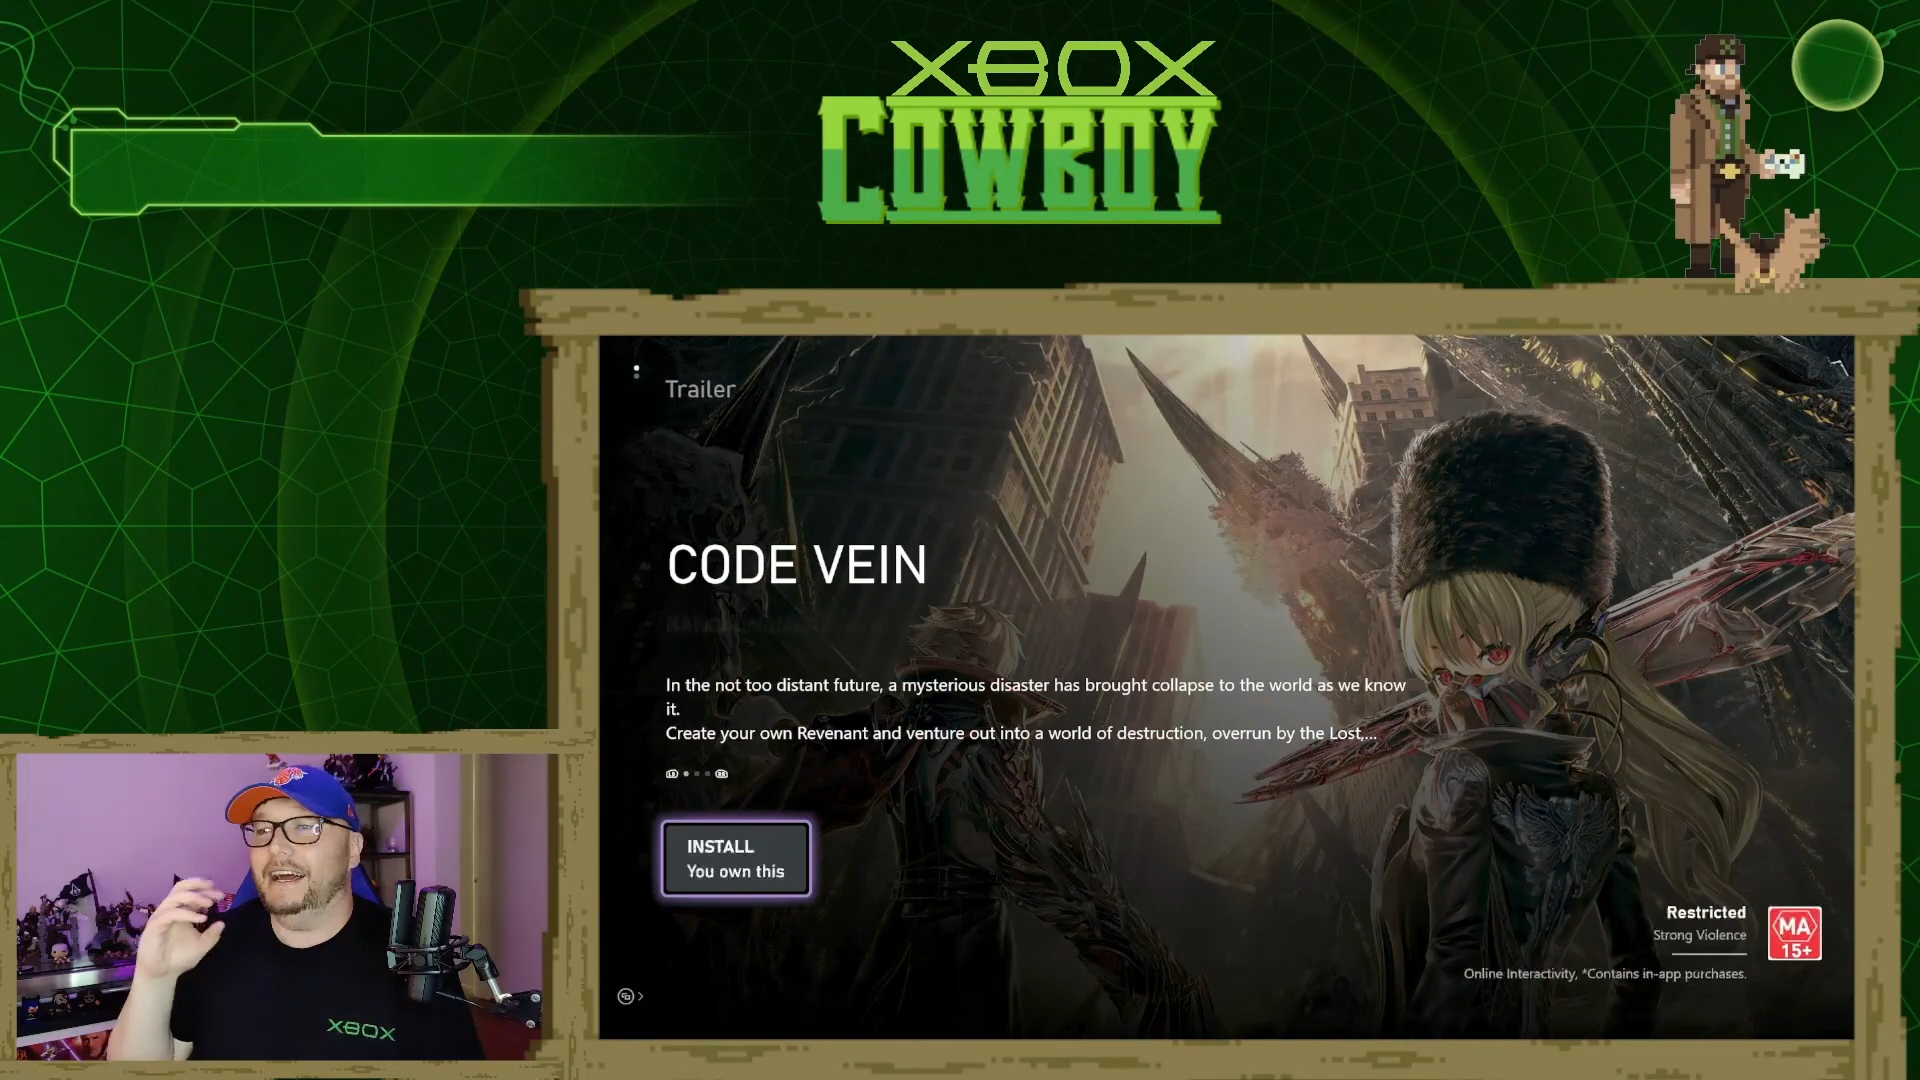 XBOX
COWBOY
Trailer
CODE VEIN
In the not too distant future, a mysterious disaster has brought collapse to the world as we know
it.
Create your own Revenant and venture out into a world of destruction, overrun by the Lost,...
INSTALL
You own this
Restricted
Strong Violence
MA
15+
Online Interactivity, *Contains in-app purchases.
XBOX